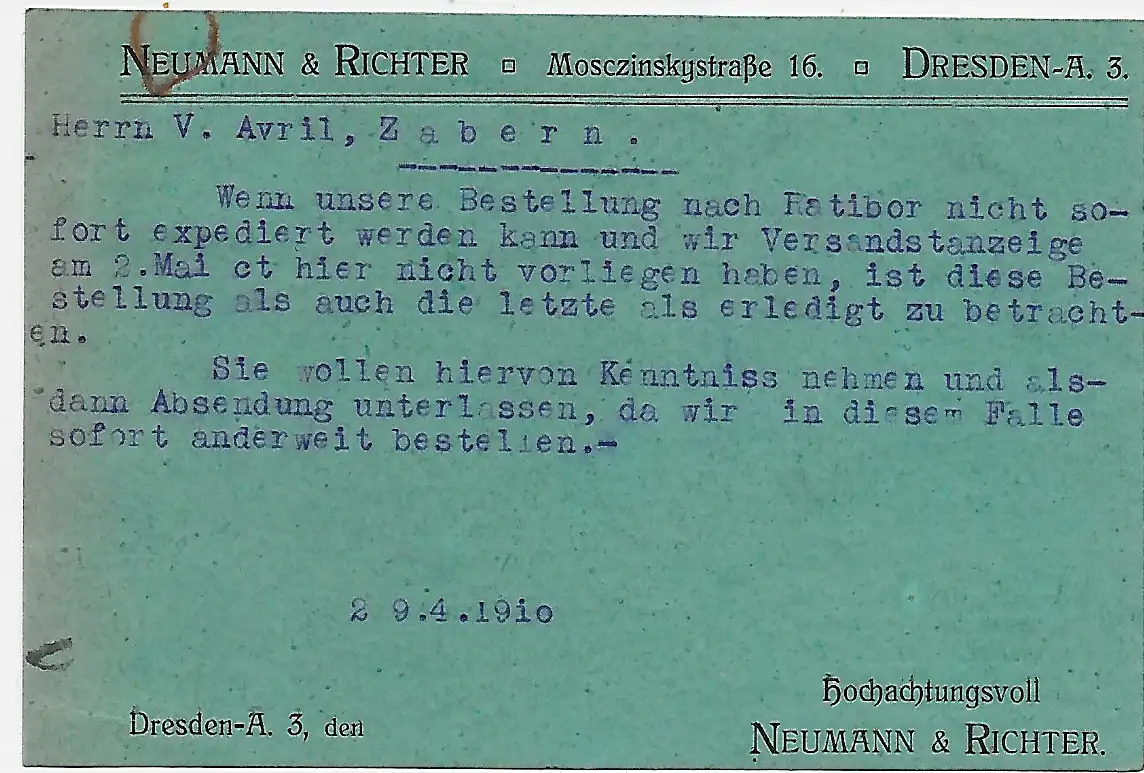 NEUMANN & RICHTER ▫ Mosczinskystraße 16. ▫ DRESDEN-A. 3.
Herrn V. Avril, Z a b e r n .
Wenn unsere Bestellung nach Ratibor nicht so-
fort expediert werden kann und wir Versandstanzeige
am 2.Mai ct hier nicht vorliegen haben, ist diese Be-
stellung als auch die letzte als erledigt zu betracht-
en.
Sie wollen hiervon Kenntniss nehmen und als-
dann Absendung unterlassen, da wir in diesem Falle
sofort anderweit bestellen.-
2 9.4.1910
Hochachtungsvoll
Dresden-A. 3, den
NEUMANN & RICHTER.